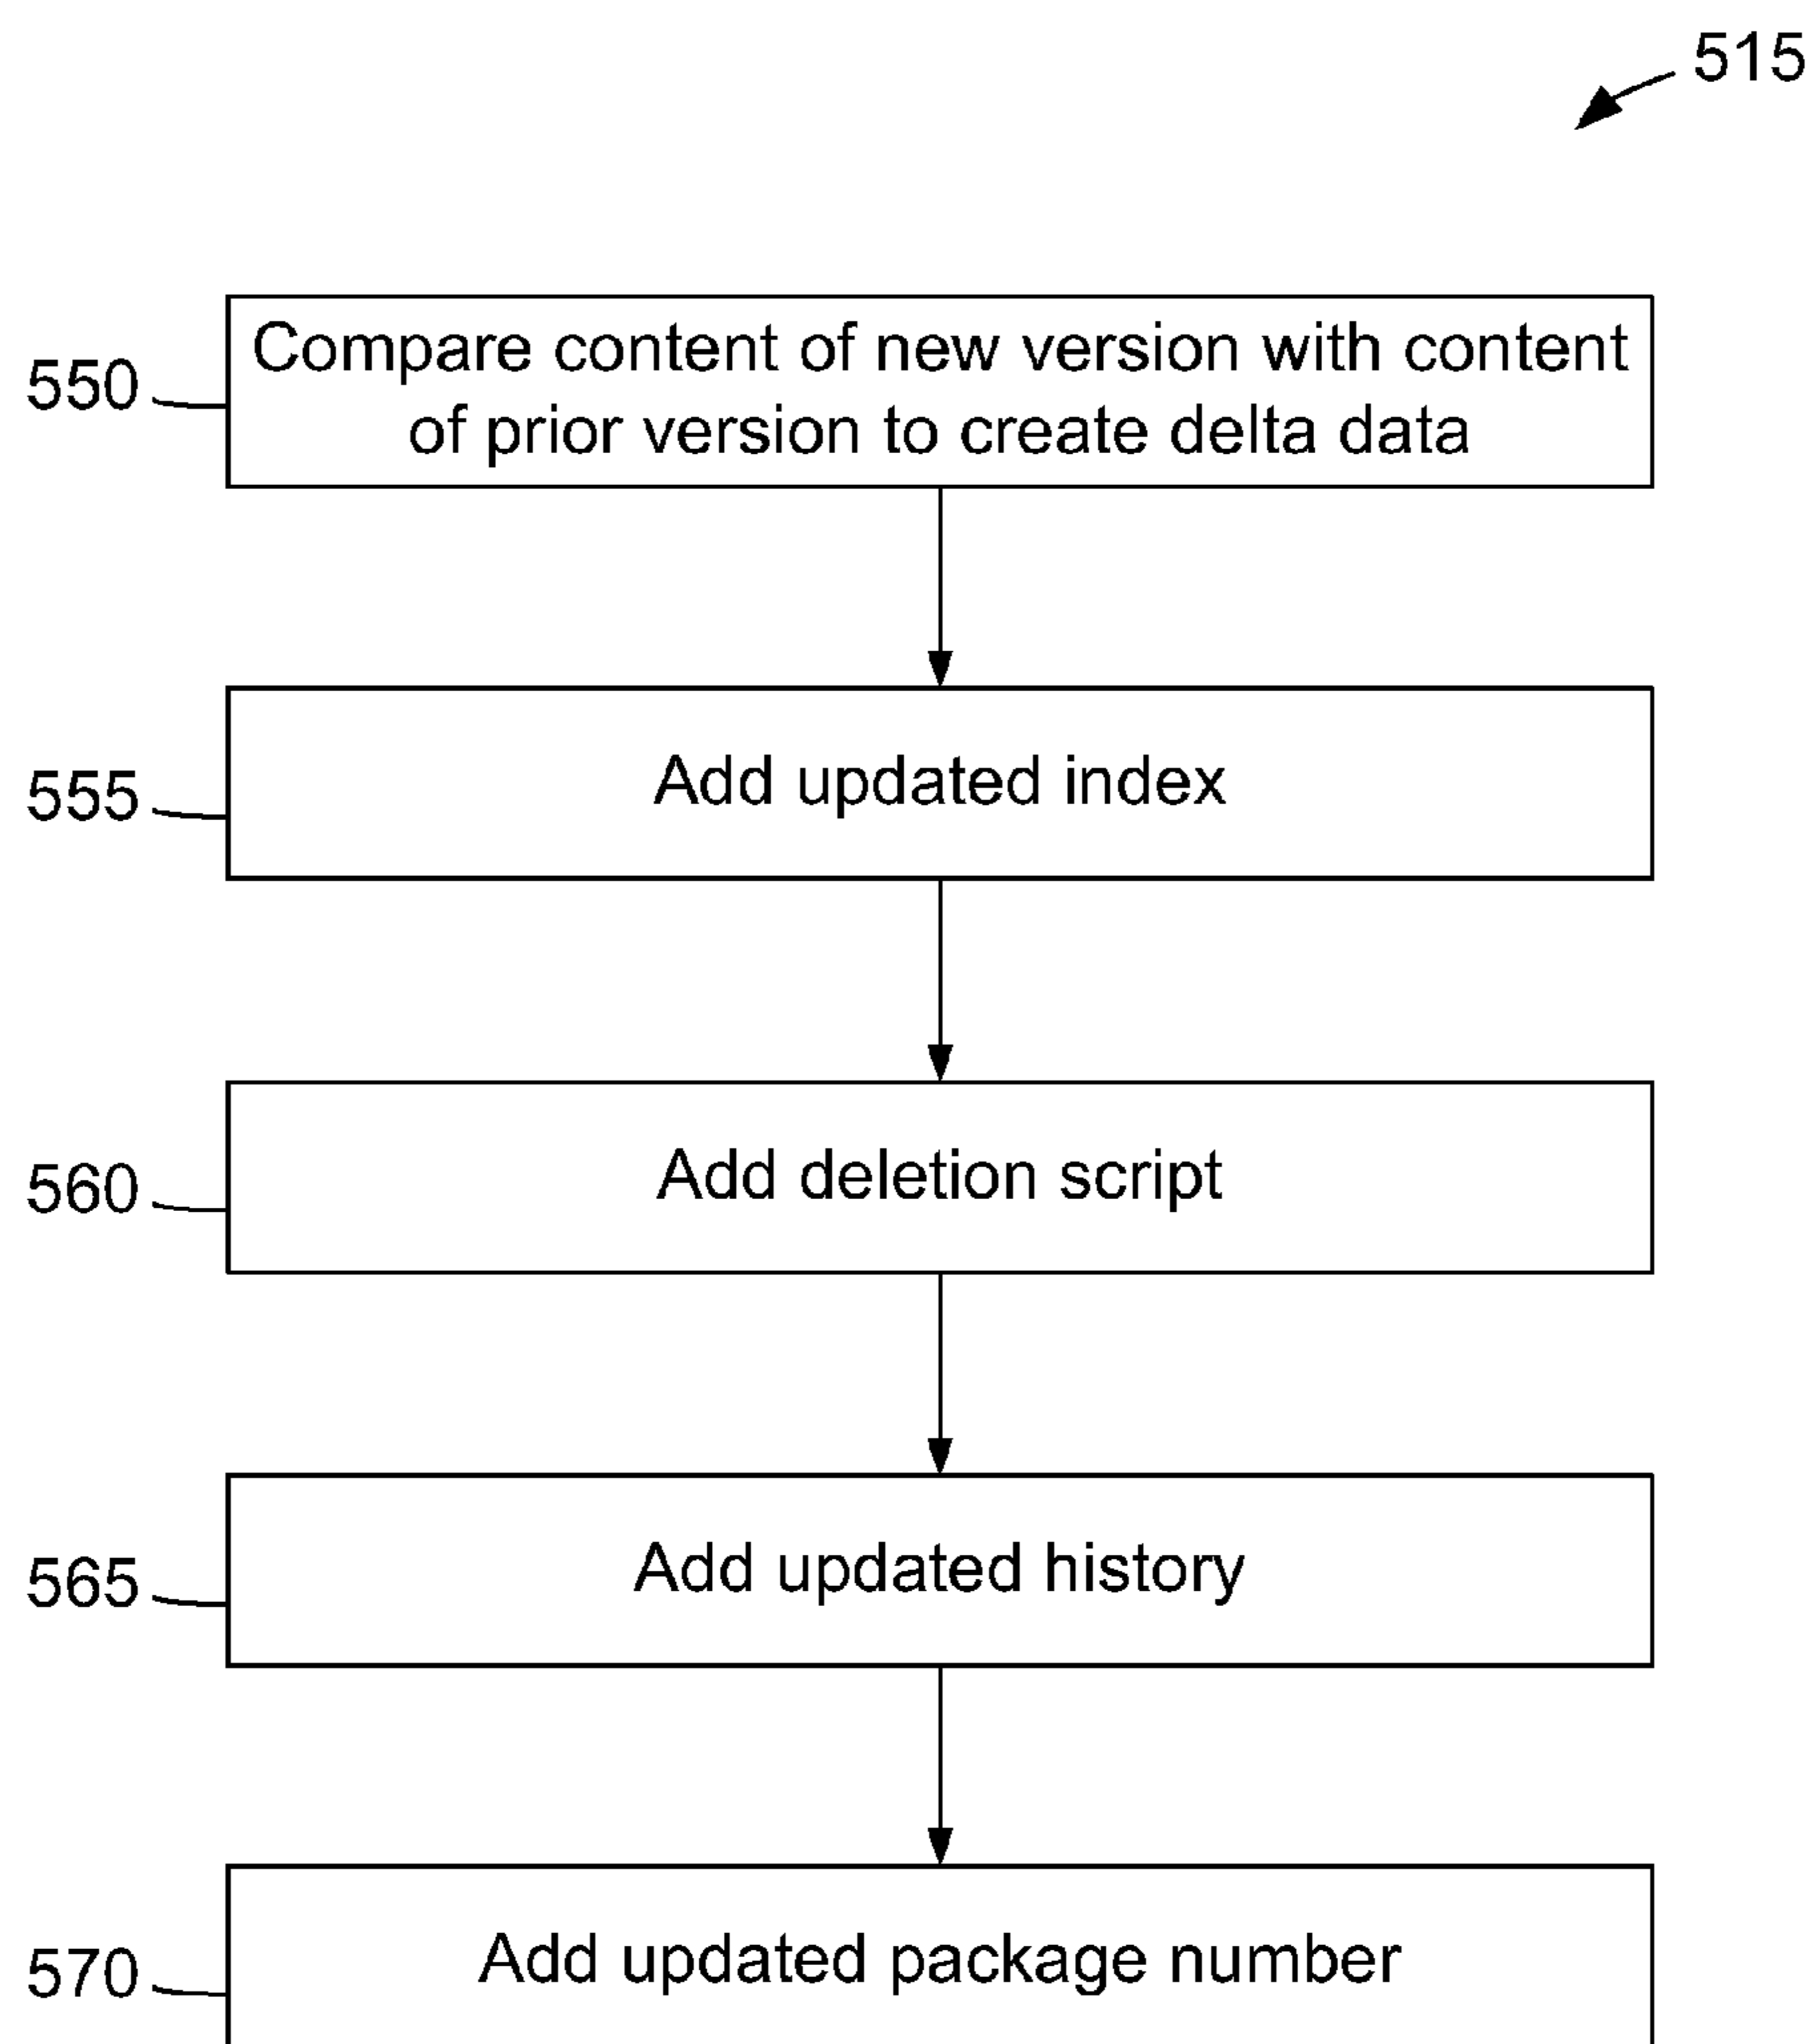 515
550
Compare content of new version with content
of prior version to create delta data
555
Add updated index
560
Add deletion script
565
Add updated history
570
Add updated package number